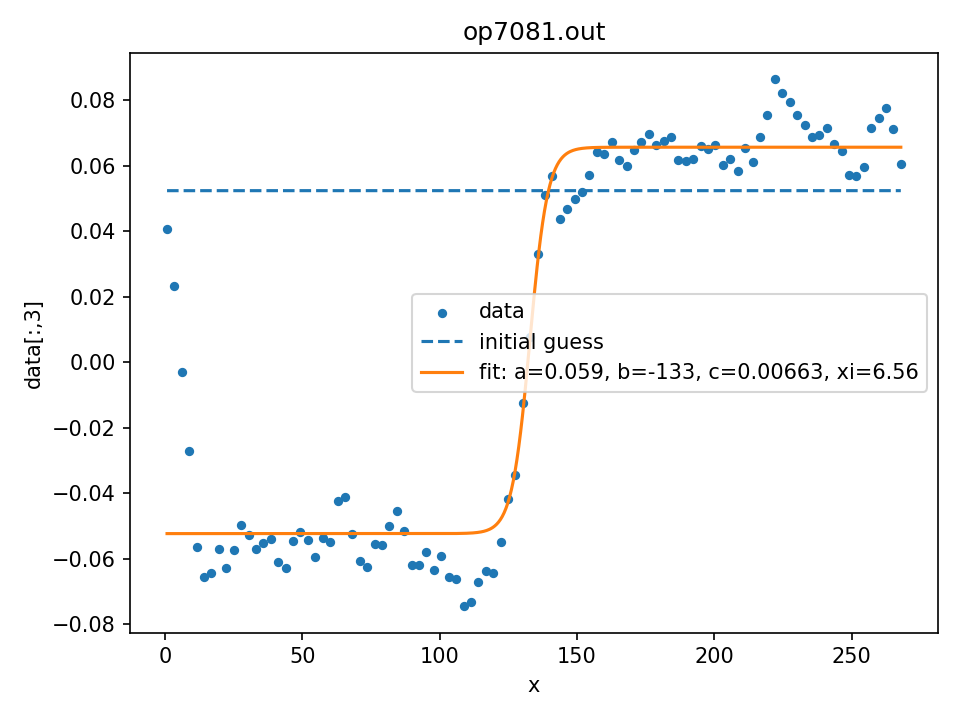 op7081.out
data[:,3]
0.08
0.06
0.04
0.02
0.00
−0.02
−0.04
−0.06
−0.08
data
initial guess
fit: a=0.059, b=-133, c=0.00663, xi=6.56
0 50 100 150 200 250
x